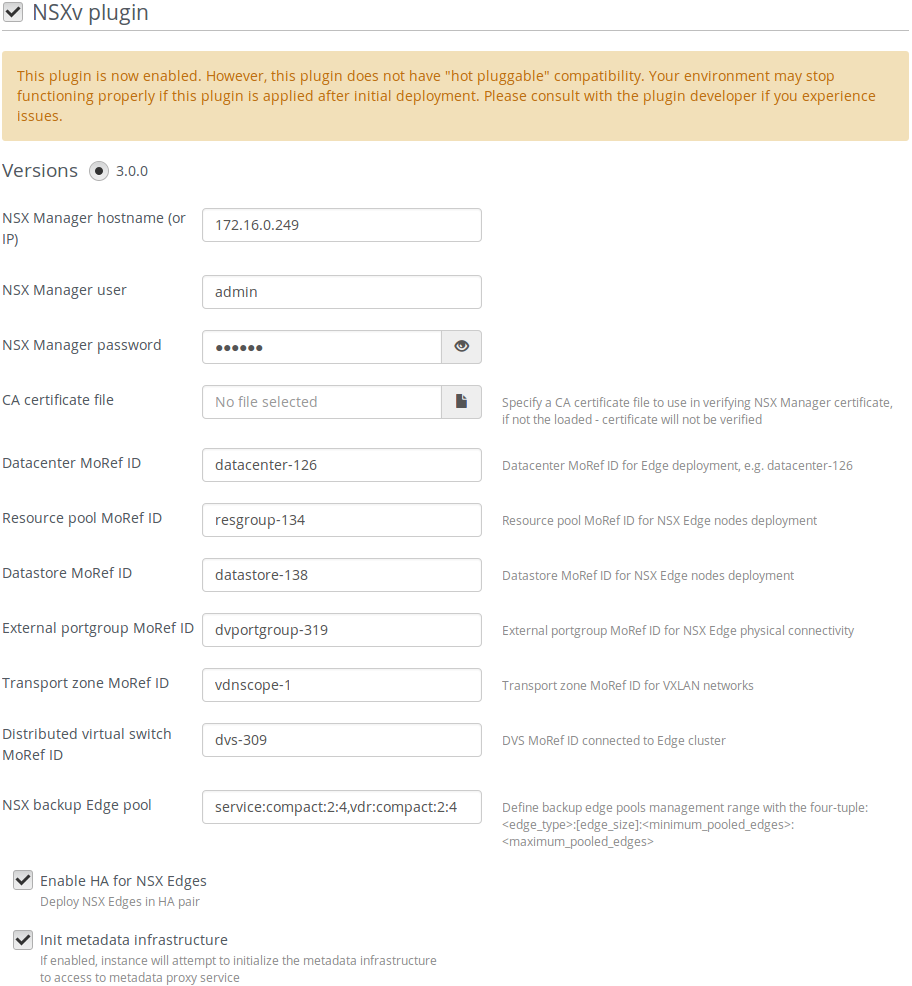 NSXv plugin
This plugin is now enabled. However, this plugin does not have "hot pluggable" compatibility. Your environment may stop
functioning properly if this plugin is applied after initial deployment. Please consult with the plugin developer if you experience
issues.
Versions 3.0.0
NSX Manager hostname (or
IP)
172.16.0.249
NSX Manager user
admin
NSX Manager password
••••••
CA certificate file
No file selected
Specify a CA certificate file to use in verifying NSX Manager certificate,
if not the loaded - certificate will not be verified
Datacenter MoRef ID
datacenter-126
Datacenter MoRef ID for Edge deployment, e.g. datacenter-126
Resource pool MoRef ID
resgroup-134
Resource pool MoRef ID for NSX Edge nodes deployment
Datastore MoRef ID
datastore-138
Datastore MoRef ID for NSX Edge nodes deployment
External portgroup MoRef ID
dvportgroup-319
External portgroup MoRef ID for NSX Edge physical connectivity
Transport zone MoRef ID
vdnscope-1
Transport zone MoRef ID for VXLAN networks
Distributed virtual switch
MoRef ID
dvs-309
DVS MoRef ID connected to Edge cluster
NSX backup Edge pool
service:compact:2:4,vdr:compact:2:4
Define backup edge pools management range with the four-tuple:
<edge_type>:[edge_size]:<minimum_pooled_edges>:
<maximum_pooled_edges>
Enable HA for NSX Edges
Deploy NSX Edges in HA pair
Init metadata infrastructure
If enabled, instance will attempt to initialize the metadata infrastructure
to access to metadata proxy service